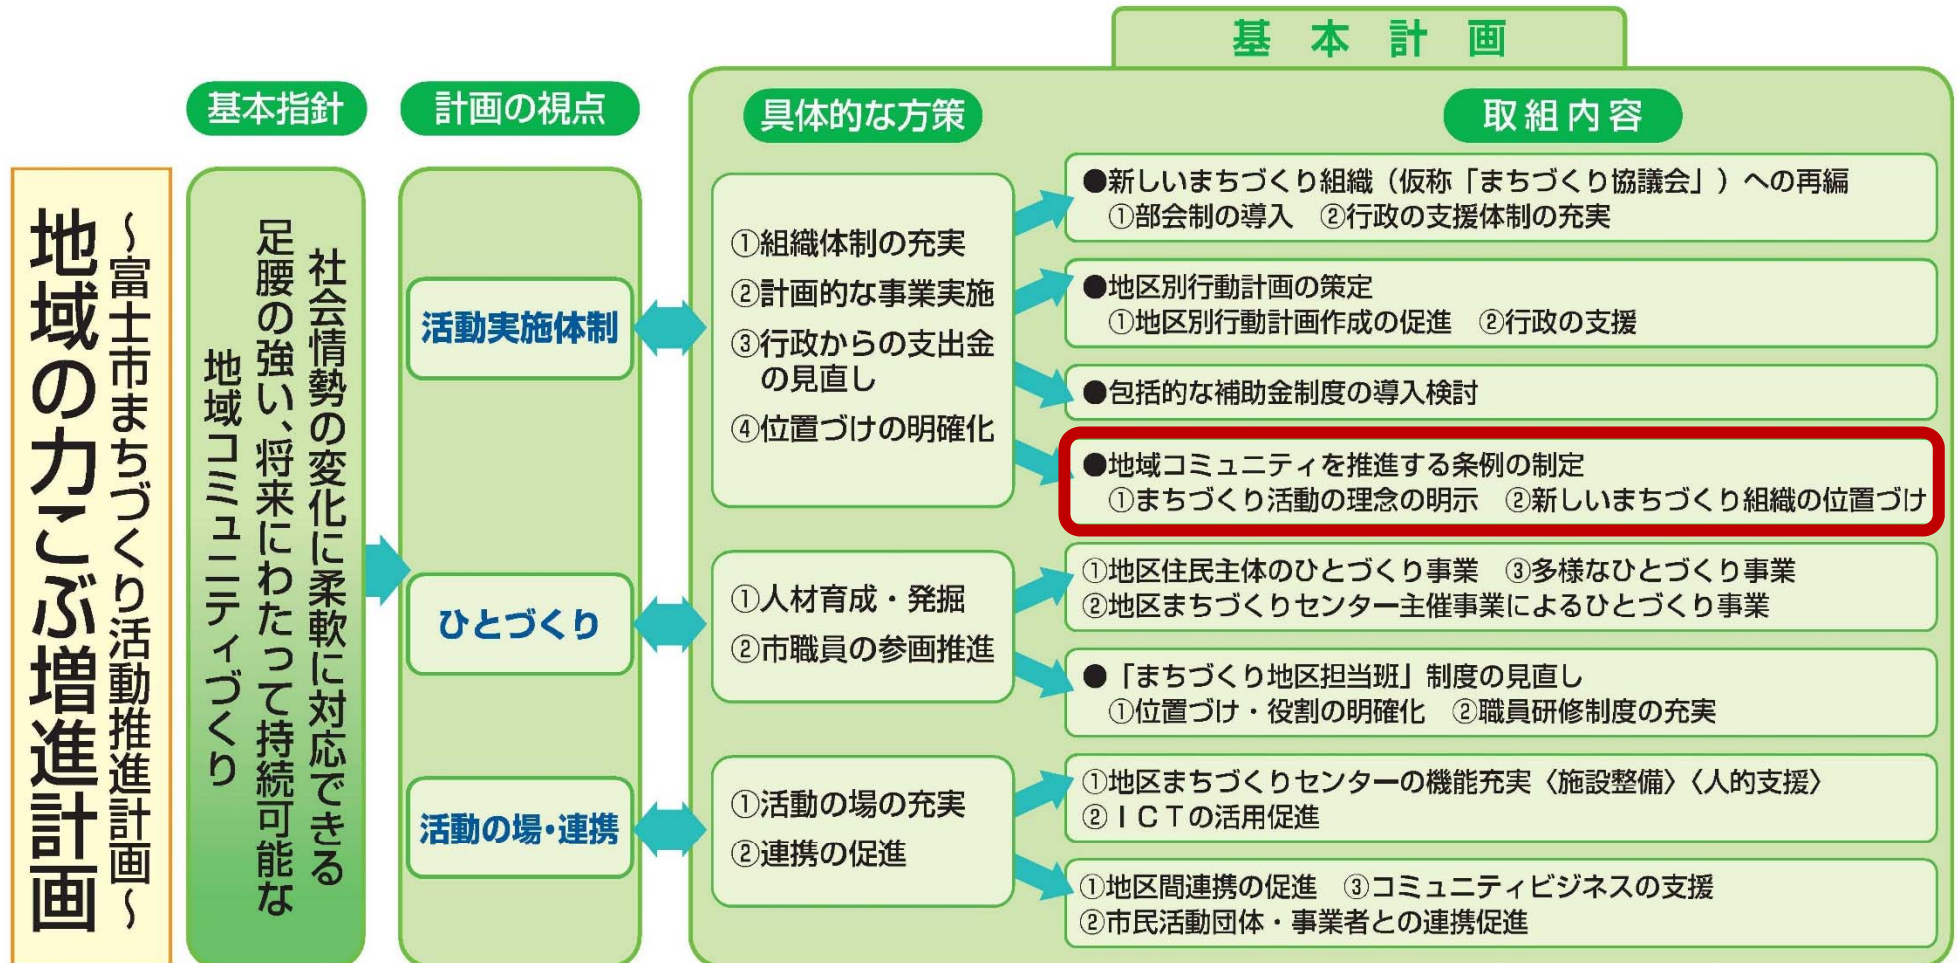 基本計画
基本指針
計画の視点
具体的な方策
取組内容
地域の力こぶ増進計画
～富士市まちづくり活動推進計画～
社会情勢の変化に柔軟に対応できる
足腰の強い、将来にわたって持続可能な
地域コミュニティづくり
活動実施体制
①組織体制の充実
②計画的な事業実施
③行政からの支出金
の見直し
④位置づけの明確化
●新しいまちづくり組織（仮称「まちづくり協議会」）への再編
①部会制の導入　②行政の支援体制の充実
●地区別行動計画の策定
①地区別行動計画作成の促進　②行政の支援
●包括的な補助金制度の導入検討
●地域コミュニティを推進する条例の制定
①まちづくり活動の理念の明示　②新しいまちづくり組織の位置づけ
ひとづくり
①人材育成・発掘
②市職員の参画推進
①地区住民主体のひとづくり事業　③多様なひとづくり事業
②地区まちづくりセンター主催事業によるひとづくり事業
●「まちづくり地区担当班」制度の見直し
①位置づけ・役割の明確化　②職員研修制度の充実
活動の場・連携
①活動の場の充実
②連携の促進
①地区まちづくりセンターの機能充実〈施設整備〉〈人的支援〉
②ＩＣＴの活用促進
①地区間連携の促進　③コミュニティビジネスの支援
②市民活動団体・事業者との連携促進